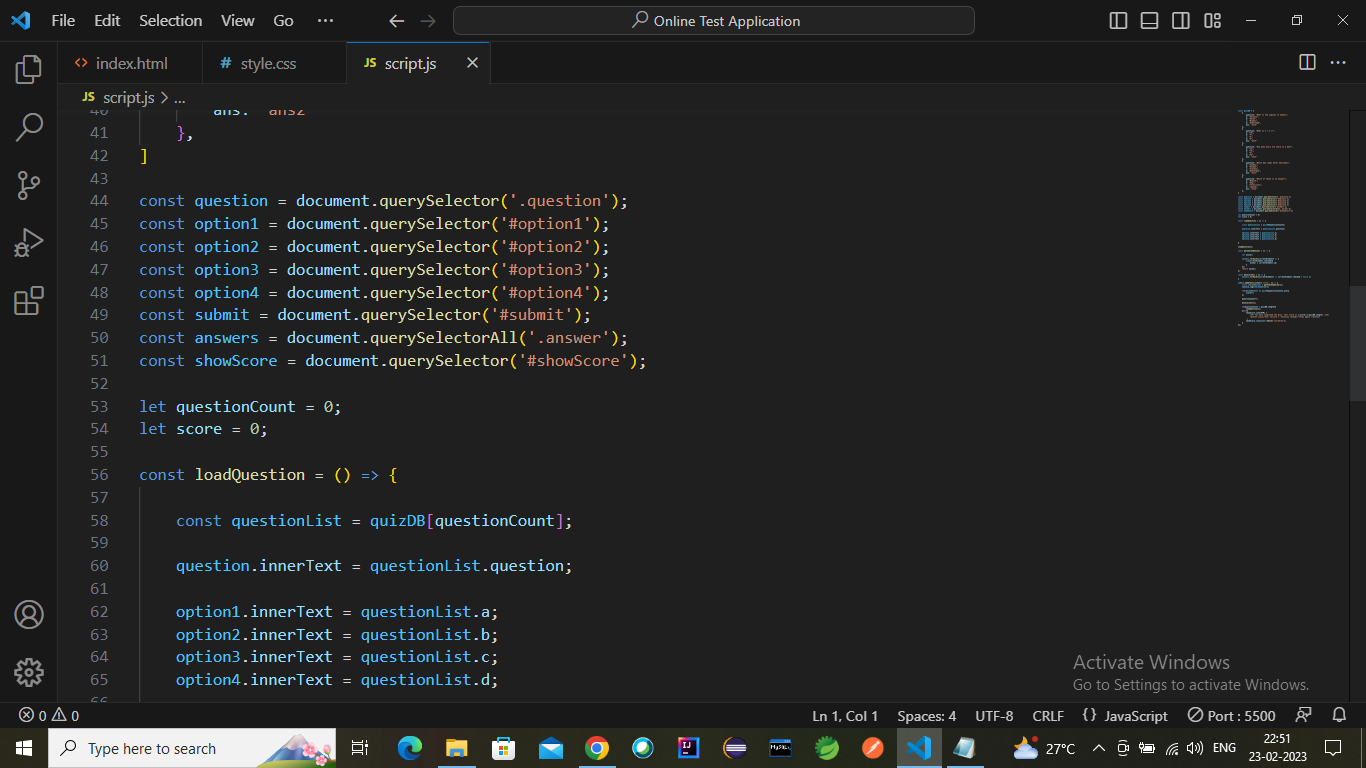 File Edit Selection View Go ...
Online Test Application
index.html
# style.css
JS script.js
JS script.js > ...
40 ans: "ans2"
41 },
42 ]
43
44 const question = document.querySelector('.question');
45 const option1 = document.querySelector('#option1');
46 const option2 = document.querySelector('#option2');
47 const option3 = document.querySelector('#option3');
48 const option4 = document.querySelector('#option4');
49 const submit = document.querySelector('#submit');
50 const answers = document.querySelectorAll('.answer');
51 const showScore = document.querySelector('#showScore');
52
53 let questionCount = 0;
54 let score = 0;
55
56 const loadQuestion = () => {
57
58 const questionList = quizDB[questionCount];
59
60 question.innerText = questionList.question;
61
62 option1.innerText = questionList.a;
63 option2.innerText = questionList.b;
64 option3.innerText = questionList.c;
65 option4.innerText = questionList.d;
66
Activate Windows
Go to Settings to activate Windows.
0 0
Ln 1, Col 1 Spaces: 4 UTF-8 CRLF {} JavaScript Port : 5500
Type here to search
27°C
ENG
22:51
23-02-2023